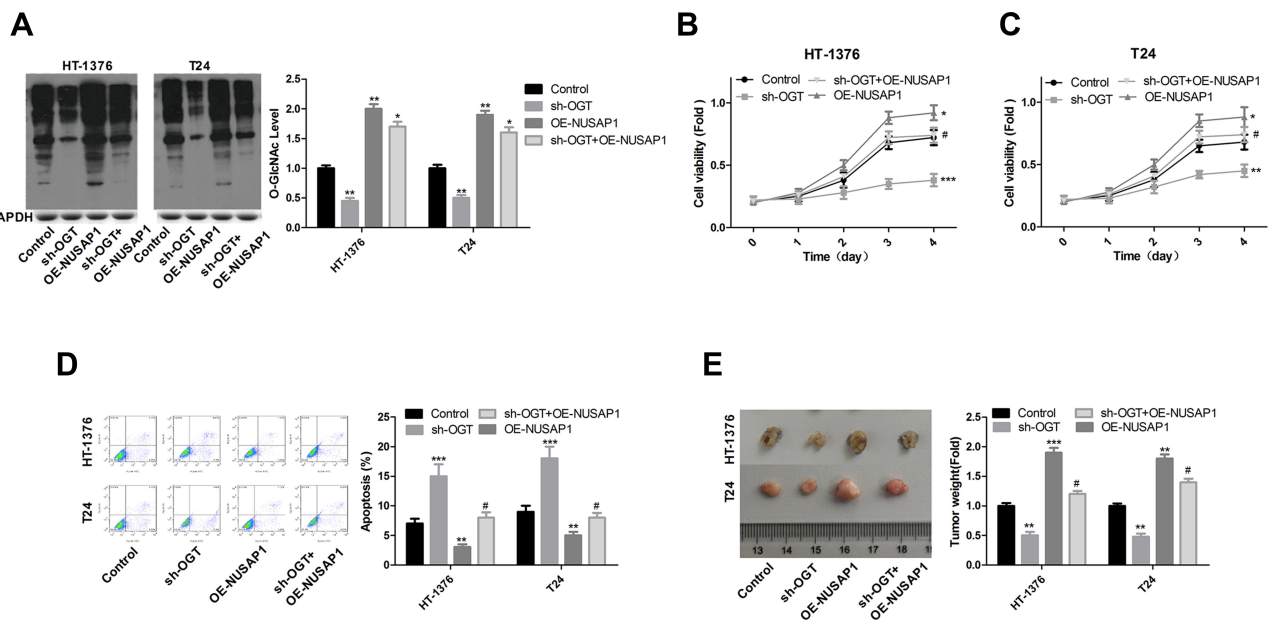 A
HT-1376
T24
APDH
Control
sh-OGT
OE-NUSAP1
sh-OGT+
OE-NUSAP1
Control
sh-OGT
OE-NUSAP1
sh-OGT+
OE-NUSAP1
O-GlcNAc Level
2.5
2.0
1.5
1.0
0.5
0.0
** ** * ** ** *
HT-1376
T24
Control
sh-OGT
OE-NUSAP1
sh-OGT+OE-NUSAP1
B
HT-1376
Control
sh-OGT+OE-NUSAP1
sh-OGT
OE-NUSAP1
Cell viability (Fold)
1.0
0.5
0.0
*
#
***
0 1 2 3 4
Time（day）
C
T24
Control
sh-OGT+OE-NUSAP1
sh-OGT
OE-NUSAP1
Cell viability (Fold )
1.0
0.5
0.0
*
#
**
0 1 2 3 4
Time（day）
D
HT-1376
T24
Control
sh-OGT
OE-NUSAP1
sh-OGT+
OE-NUSAP1
Control
sh-OGT+OE-NUSAP1
sh-OGT
OE-NUSAP1
Apoptosis (%)
25
20
15
10
5
0
*** ** # *** ** #
HT-1376
T24
E
HT-1376
T24
13 14 15 16 17 18
Control
sh-OGT
OE-NUSAP1
sh-OGT+
OE-NUSAP1
Control
sh-OGT+OE-NUSAP1
sh-OGT
OE-NUSAP1
Tumor weight(Fold)
2.5
2.0
1.5
1.0
0.5
0.0
** *** # ** ** #
HT-1376
T24